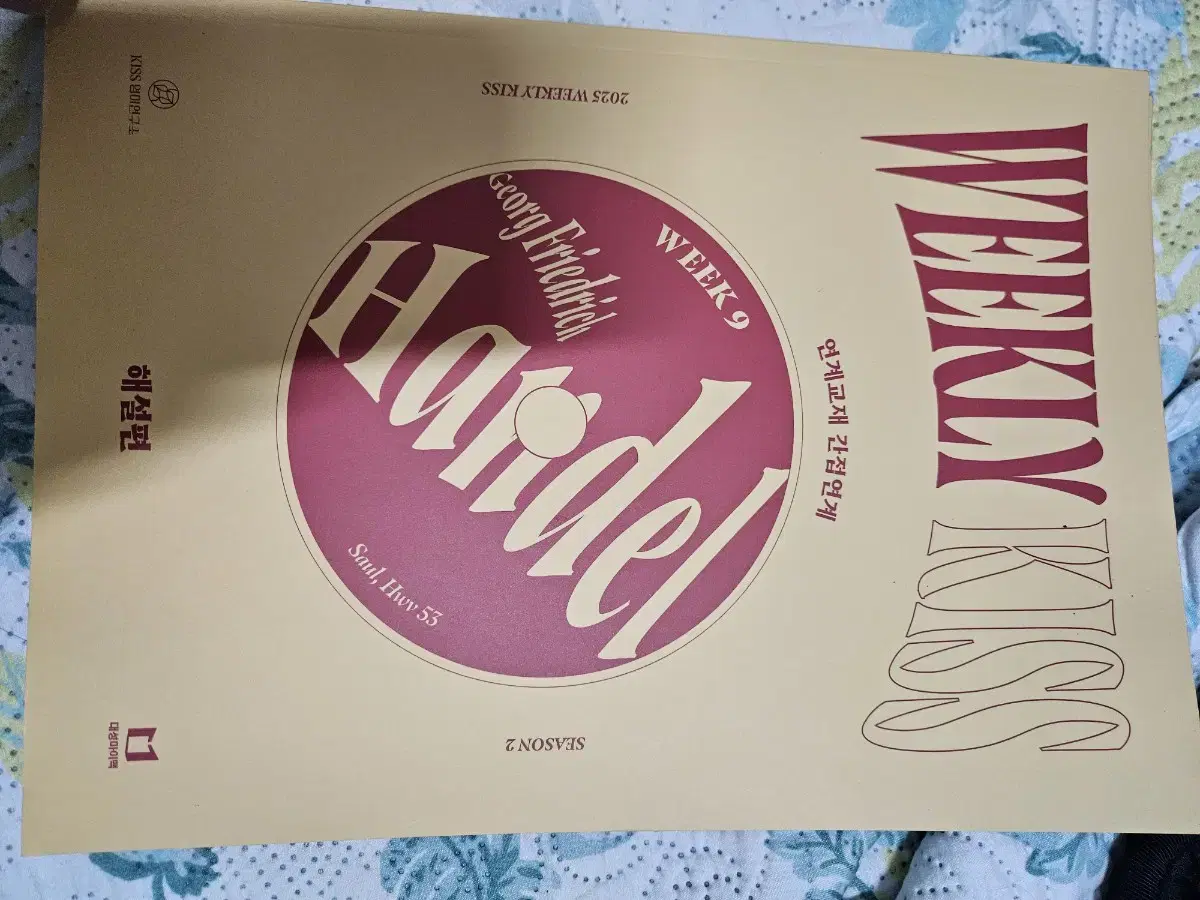 WEEKLY KISS
연계교재 간접연계
2025 WEEKLY KISS
WEEK 9
Georg Friedrich
Handel
Saul, Hwv 53
SEASON 2
해설편
KISS 영어연구소
대성마이맥